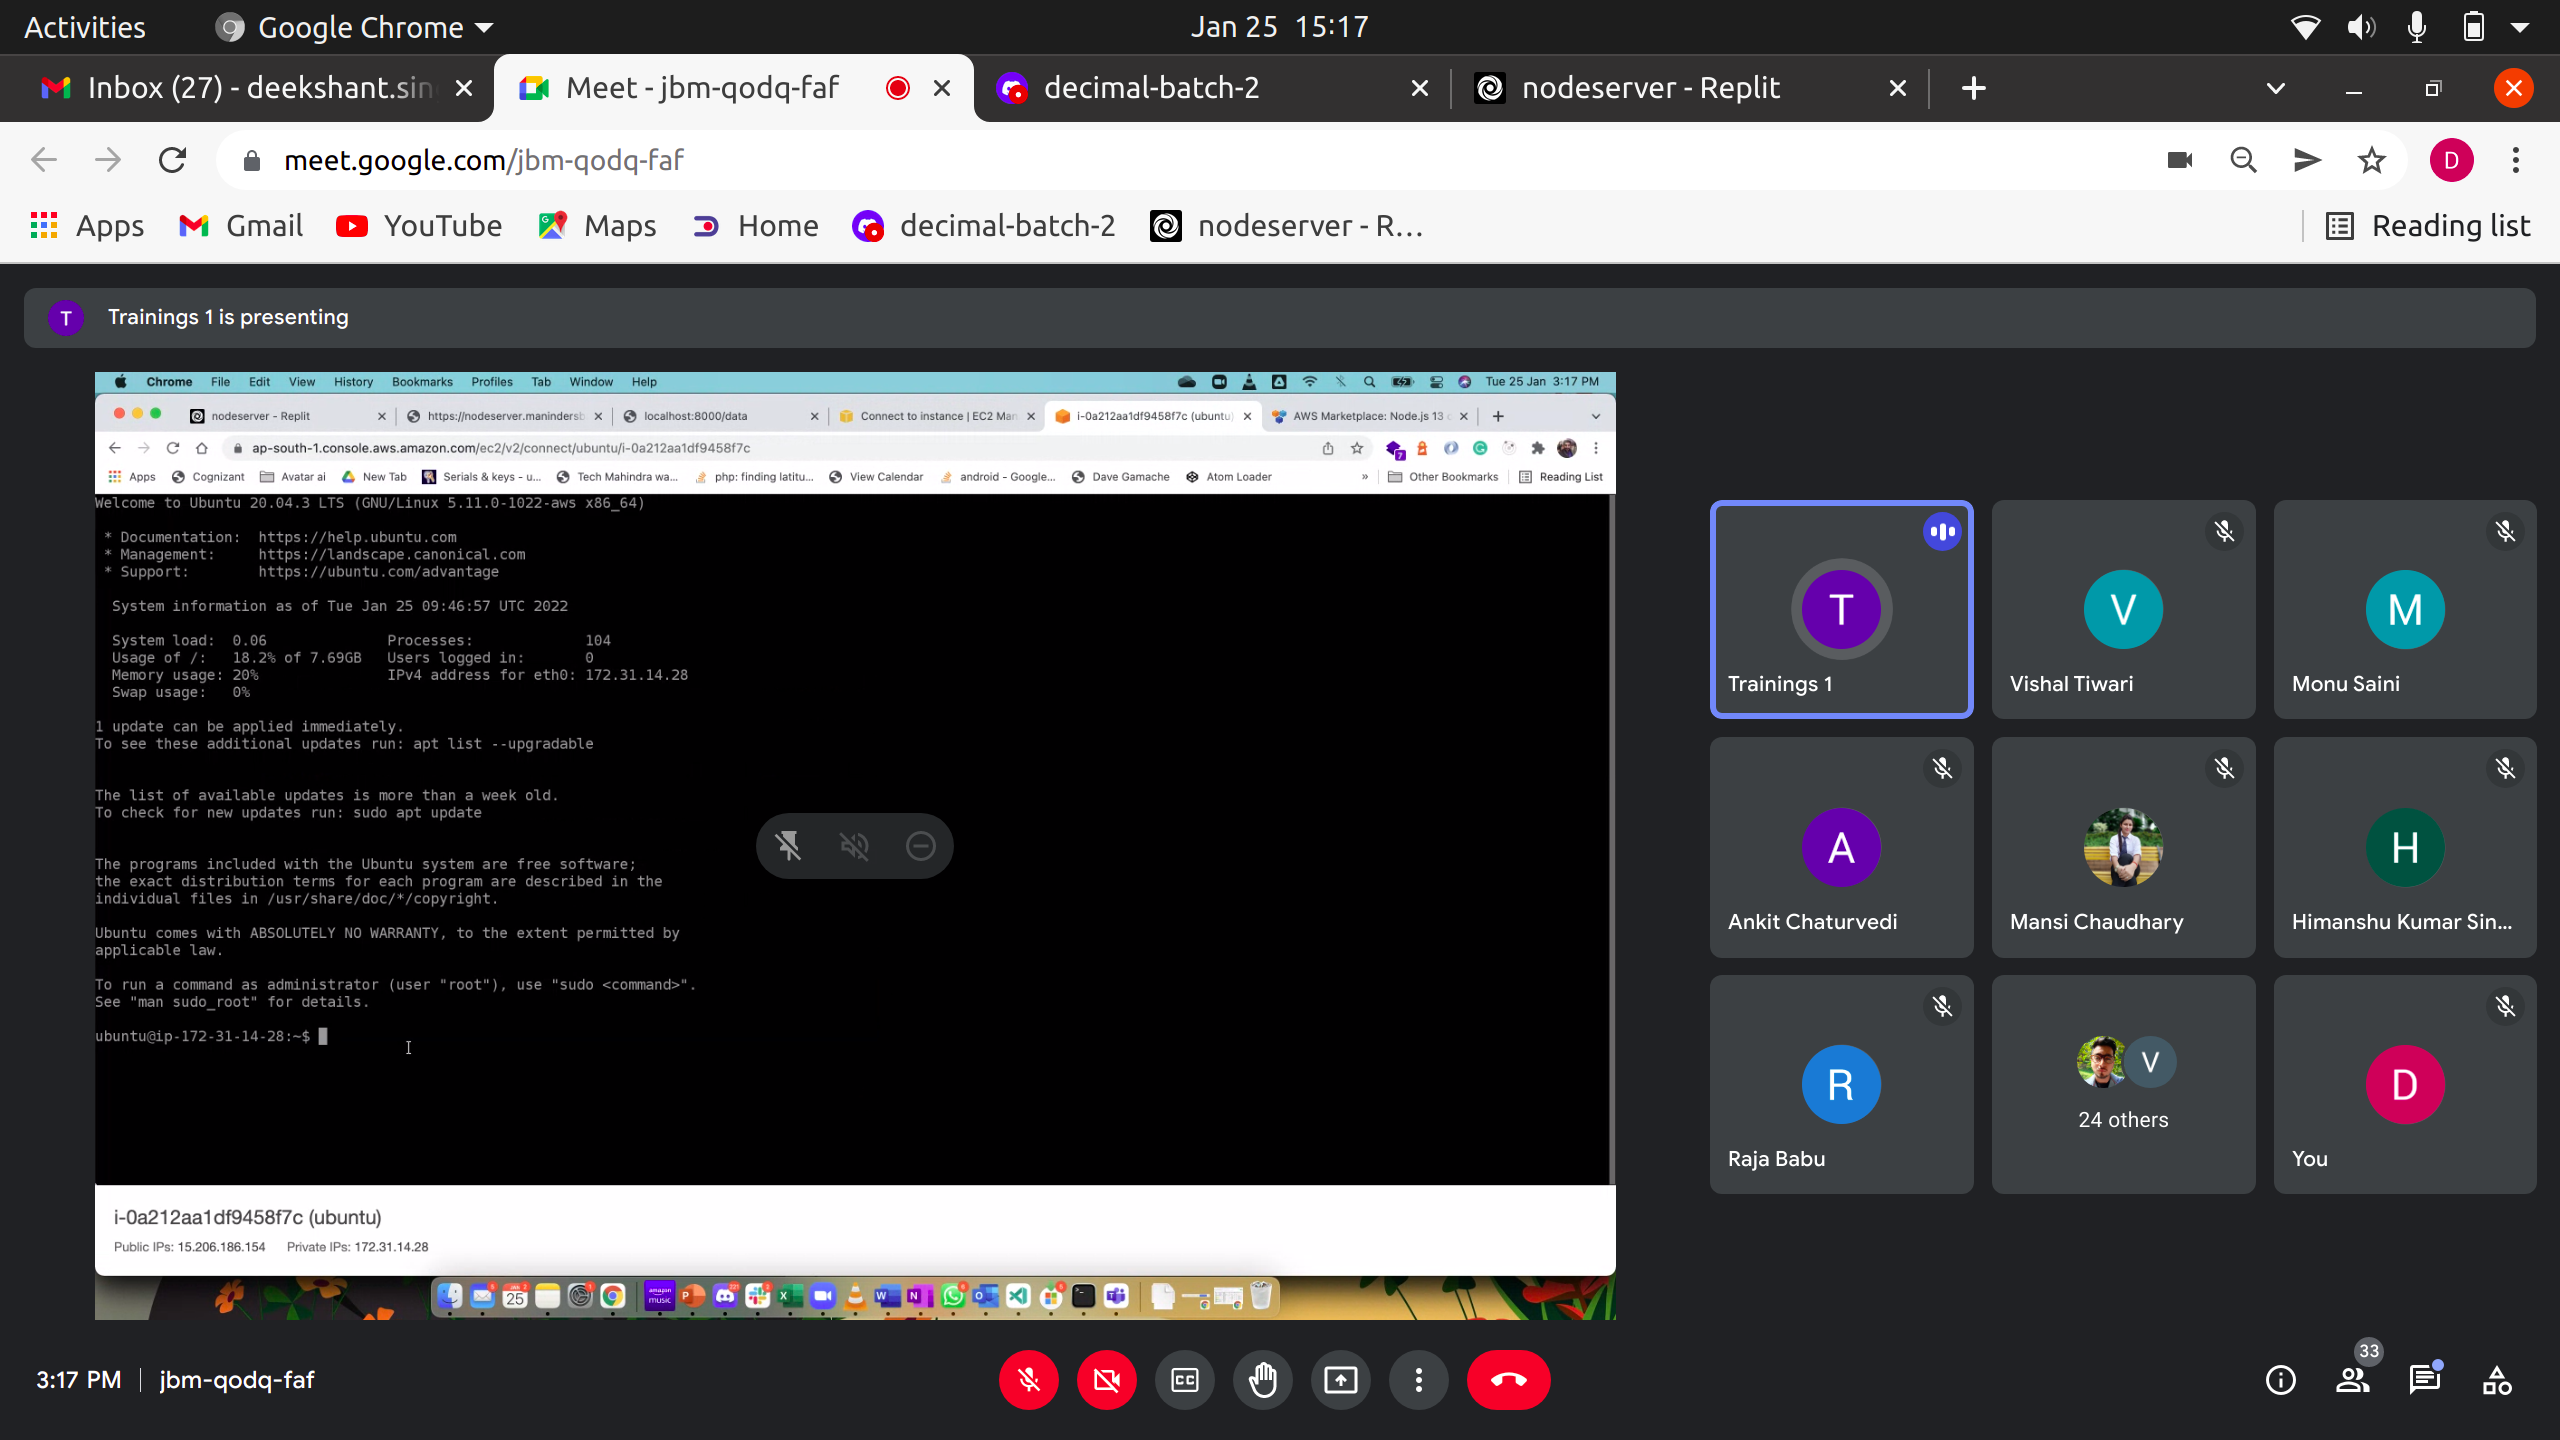 Activities
Google Chrome
Jan 25 15:17
Inbox (27) - deekshant.sin
Meet - jbm-qodq-faf
decimal-batch-2
nodeserver - Replit
meet.google.com/jbm-qodq-faf
D
Apps
Gmail
YouTube
Maps
Home
decimal-batch-2
nodeserver - R...
Reading list
T
Trainings 1 is presenting
Chrome File Edit View History Bookmarks Profiles Tab Window Help
Tue 25 Jan 3:17 PM
nodeserver - Replit
https://nodeserver.manindersb
localhost:8000/data
Connect to instance | EC2 Man
i-0a212aa1df9458f7c (ubuntu)
AWS Marketplace: Node.js 13
ap-south-1.console.aws.amazon.com/ec2/v2/connect/ubuntu/i-0a212aa1df9458f7c
Apps
Cognizant
Avatar ai
New Tab
Serials & keys - u...
Tech Mahindra wa...
php: finding latitu...
View Calendar
android - Google...
Dave Gamache
Atom Loader
»
Other Bookmarks
Reading List
Welcome to Ubuntu 20.04.3 LTS (GNU/Linux 5.11.0-1022-aws x86_64)
* Documentation: https://help.ubuntu.com
* Management: https://landscape.canonical.com
* Support: https://ubuntu.com/advantage
System information as of Tue Jan 25 09:46:57 UTC 2022
System load: 0.06 Processes: 104
Usage of /: 18.2% of 7.69GB Users logged in: 0
Memory usage: 20% IPv4 address for eth0: 172.31.14.28
Swap usage: 0%
1 update can be applied immediately.
To see these additional updates run: apt list --upgradable
The list of available updates is more than a week old.
To check for new updates run: sudo apt update
The programs included with the Ubuntu system are free software;
the exact distribution terms for each program are described in the
individual files in /usr/share/doc/*/copyright.
Ubuntu comes with ABSOLUTELY NO WARRANTY, to the extent permitted by
applicable law.
To run a command as administrator (user "root"), use "sudo <command>".
See "man sudo_root" for details.
ubuntu@ip-172-31-14-28:~$
i-0a212aa1df9458f7c (ubuntu)
Public IPs: 15.206.186.154 Private IPs: 172.31.14.28
T
Trainings 1
V
Vishal Tiwari
M
Monu Saini
A
Ankit Chaturvedi
Mansi Chaudhary
H
Himanshu Kumar Sin...
R
Raja Babu
V
24 others
D
You
3:17 PM
jbm-qodq-faf
33